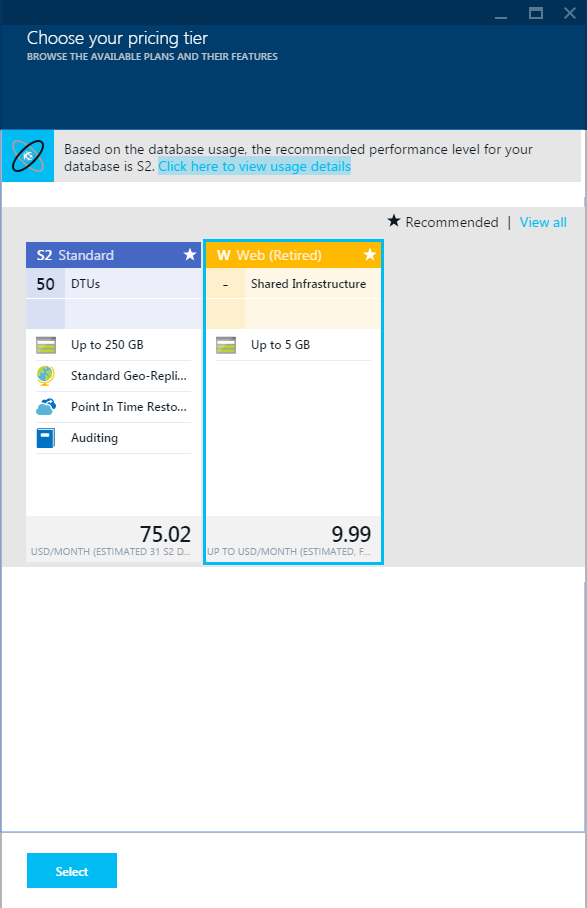 Choose your pricing tier
BROWSE THE AVAILABLE PLANS AND THEIR FEATURES
Based on the database usage, the recommended performance level for your
database is S2. Click here to view usage details
★ Recommended | View all
S2 Standard
50 DTUs
Up to 250 GB
Standard Geo-Repli...
Point In Time Resto...
Auditing
75.02
USD/MONTH (ESTIMATED 31 S2 D...
W Web (Retired)
- Shared Infrastructure
Up to 5 GB
9.99
UP TO USD/MONTH (ESTIMATED, F...
Select